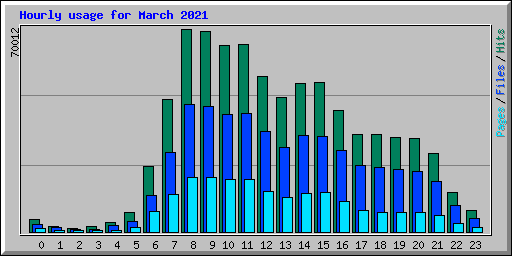 Hourly usage for March 2021
70012
Pages/Files/Hits
0 1 2 3 4 5 6 7 8 9 10 11 12 13 14 15 16 17 18 19 20 21 22 23